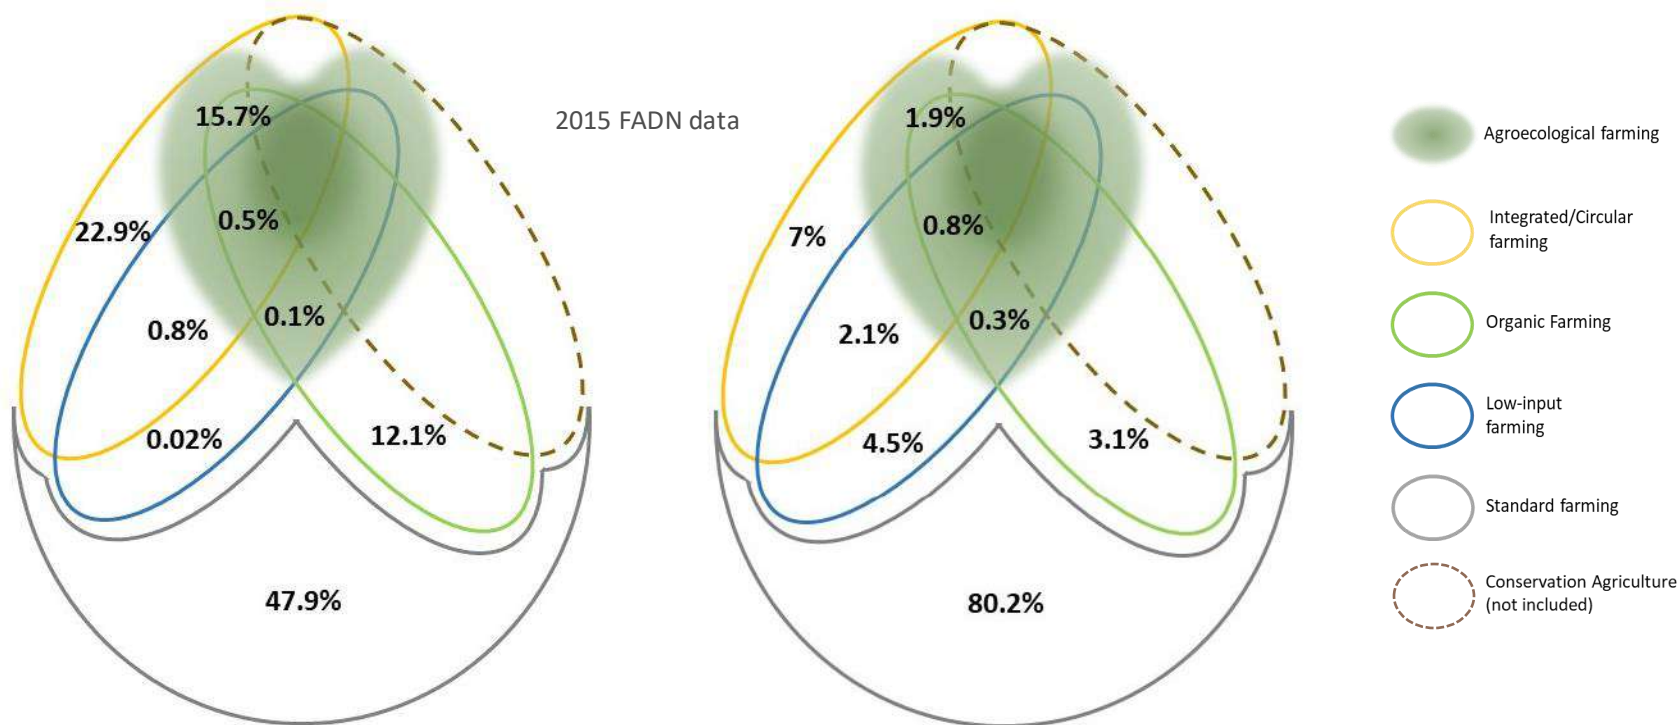 15.7%
22.9%
0.5%
0.8%
0.1%
0.02%
12.1%
47.9%
2015 FADN data
1.9%
7%
0.8%
2.1%
0.3%
4.5%
3.1%
80.2%
Agroecological farming
Integrated/Circular
farming
Organic Farming
Low-input
farming
Standard farming
Conservation Agriculture
(not included)